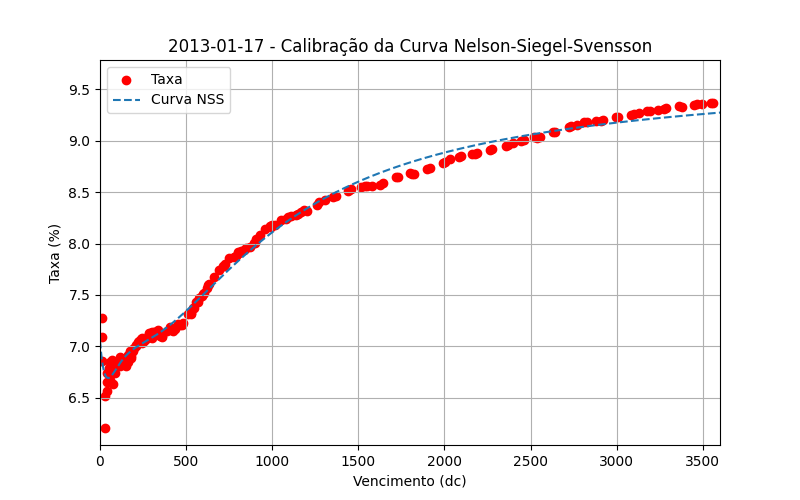 2013-01-17 - Calibração da Curva Nelson-Siegel-Svensson
Taxa
Curva NSS
Taxa (%)
9.5
9.0
8.5
8.0
7.5
7.0
6.5
0 500 1000 1500 2000 2500 3000 3500
Vencimento (dc)